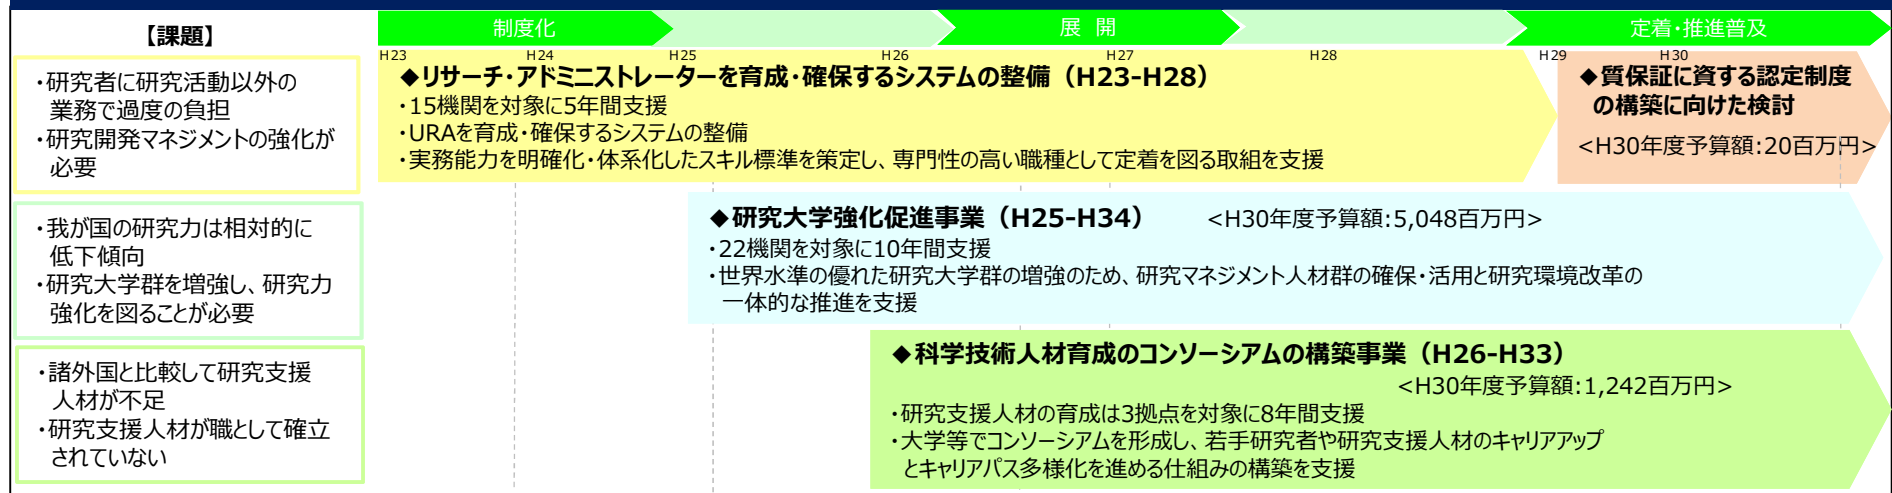 【課題】
制度化
展 開
定着・推進普及
H23
H24
H25
H26
H27
H28
H29
H30
・研究者に研究活動以外の
業務で過度の負担
・研究開発マネジメントの強化が
必要
◆リサーチ・アドミニストレーターを育成・確保するシステムの整備（H23-H28）
・15機関を対象に5年間支援
・URAを育成・確保するシステムの整備
・実務能力を明確化・体系化したスキル標準を策定し、専門性の高い職種として定着を図る取組を支援
◆質保証に資する認定制度
の構築に向けた検討
<H30年度予算額:20百万円>
・我が国の研究力は相対的に
低下傾向
・研究大学群を増強し、研究力
強化を図ることが必要
◆研究大学強化促進事業（H25-H34）
<H30年度予算額:5,048百万円>
・22機関を対象に10年間支援
・世界水準の優れた研究大学群の増強のため、研究マネジメント人材群の確保・活用と研究環境改革の
一体的な推進を支援
・諸外国と比較して研究支援
人材が不足
・研究支援人材が職として確立
されていない
◆科学技術人材育成のコンソーシアムの構築事業（H26-H33）
<H30年度予算額:1,242百万円>
・研究支援人材の育成は3拠点を対象に8年間支援
・大学等でコンソーシアムを形成し、若手研究者や研究支援人材のキャリアアップ
とキャリアパス多様化を進める仕組みの構築を支援